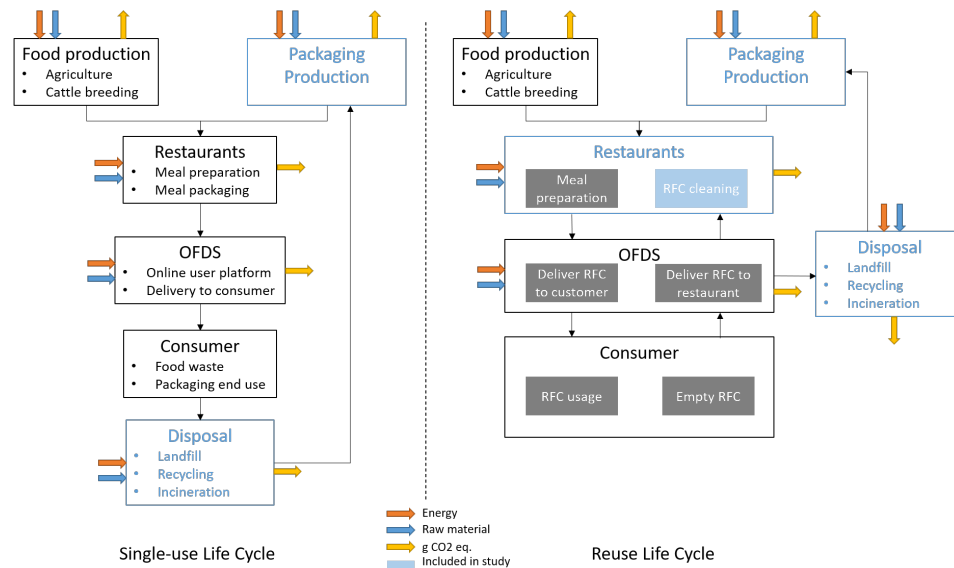 Food production
• Agriculture
• Cattle breeding
Packaging
Production
Restaurants
• Meal preparation
• Meal packaging
OFDS
• Online user platform
• Delivery to consumer
Consumer
• Food waste
• Packaging end use
Disposal
• Landfill
• Recycling
• Incineration
Single-use Life Cycle
Food production
• Agriculture
• Cattle breeding
Packaging
Production
Restaurants
Meal
preparation
RFC cleaning
OFDS
Deliver RFC
to customer
Deliver RFC to
restaurant
Consumer
RFC usage
Empty RFC
Disposal
• Landfill
• Recycling
• Incineration
Energy
Raw material
g CO2 eq.
Included in study
Reuse Life Cycle